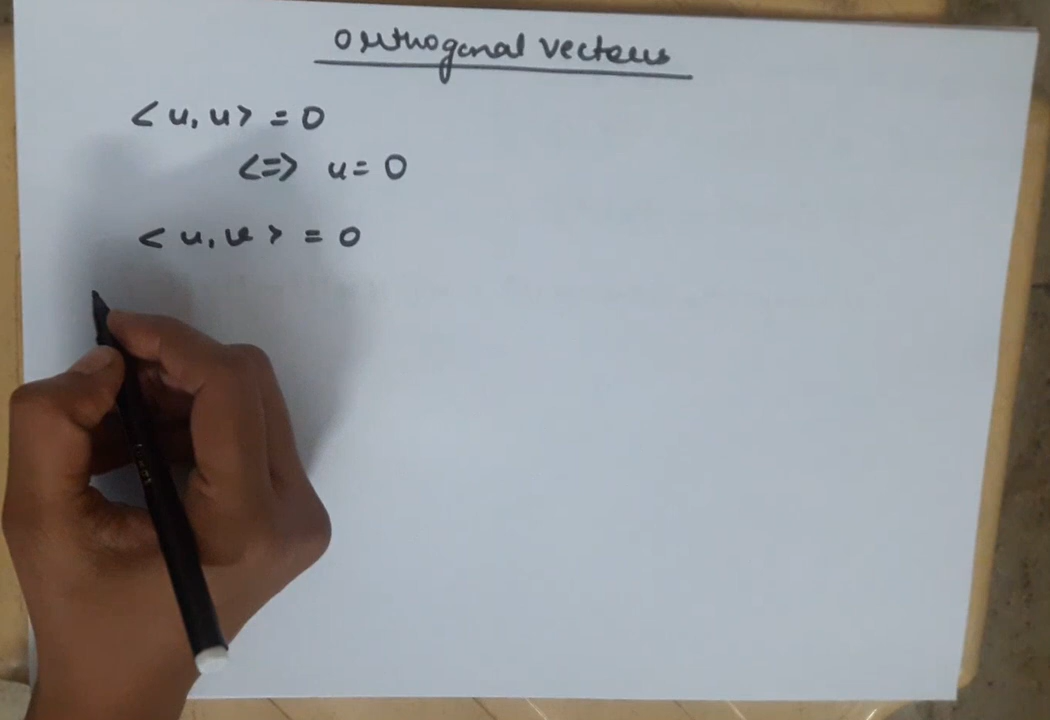 Orthogonal vectors
< u, u > = 0
<=> u = 0
< u, v > = 0